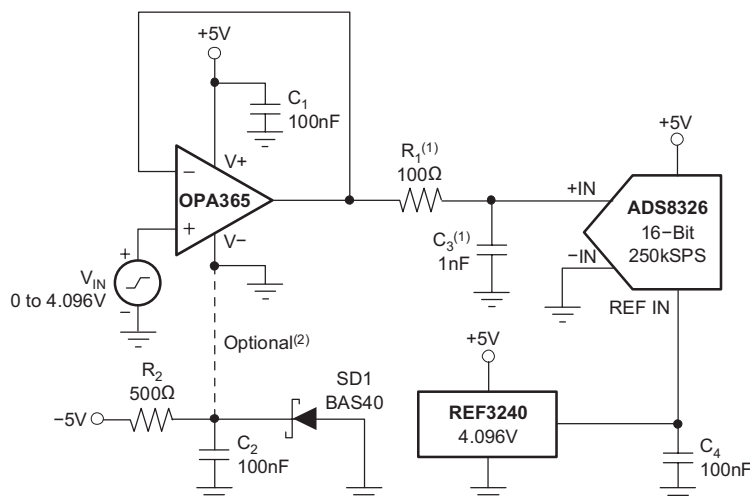 +5V
C1
100nF
V+
−
OPA365
+
V−
R1(1)
100Ω
C3(1)
1nF
+5V
+IN
ADS8326
16−Bit
250kSPS
−IN
REF IN
+
VIN
0 to 4.096V
−
Optional(2)
R2
500Ω
−5V
C2
100nF
SD1
BAS40
+5V
REF3240
4.096V
C4
100nF